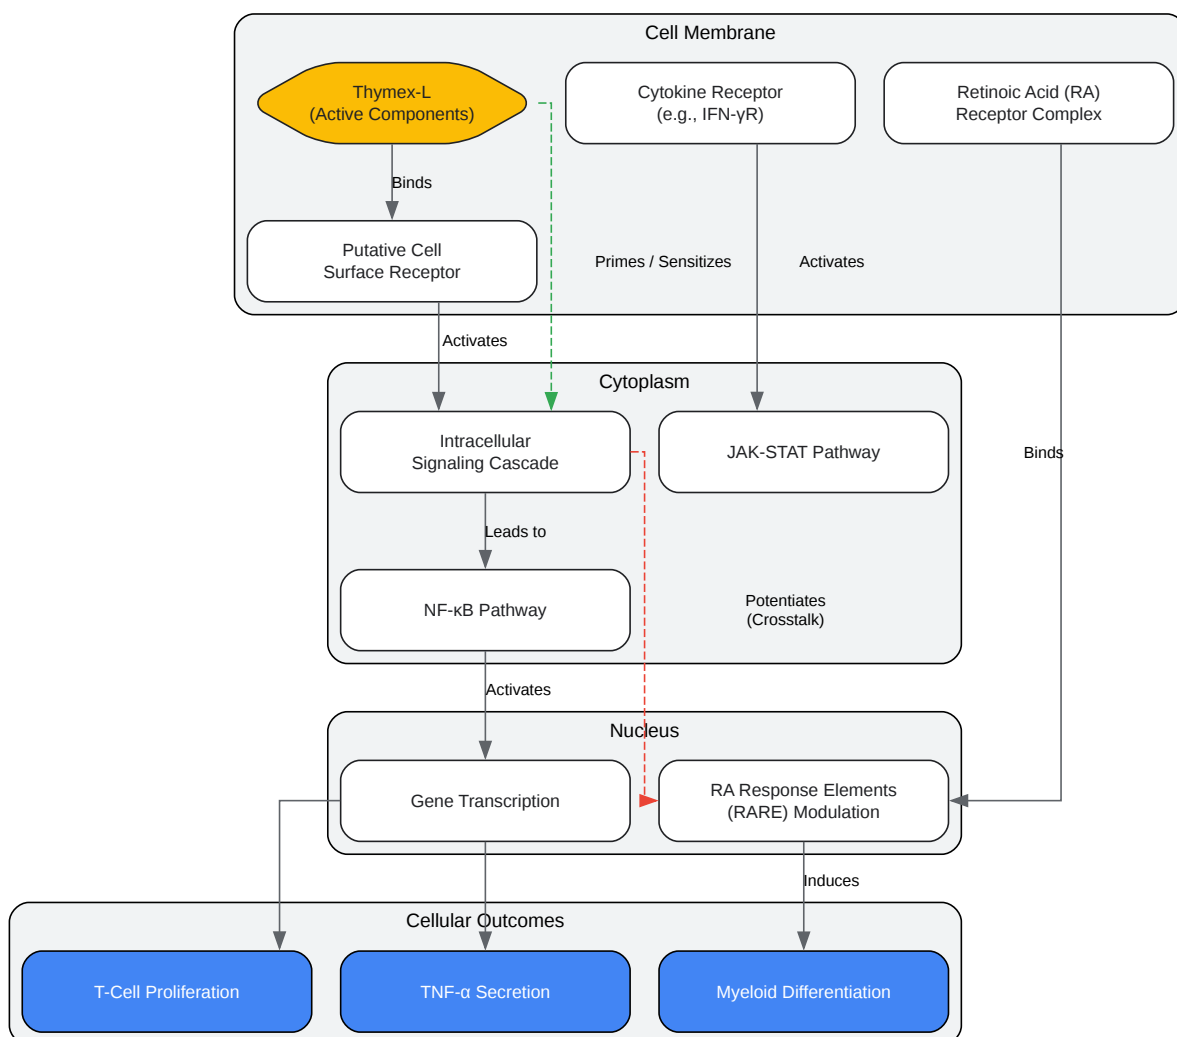 Cell Membrane
Thymex-L
(Active Components)
Cytokine Receptor
(e.g., IFN-γR)
Retinoic Acid (RA)
Receptor Complex
Binds
Putative Cell
Surface Receptor
Primes / Sensitizes
Activates
Activates
Cytoplasm
Intracellular
Signaling Cascade
JAK-STAT Pathway
Binds
Leads to
NF-κB Pathway
Potentiates
(Crosstalk)
Activates
Nucleus
Gene Transcription
RA Response Elements
(RARE) Modulation
Induces
Cellular Outcomes
T-Cell Proliferation
TNF-α Secretion
Myeloid Differentiation